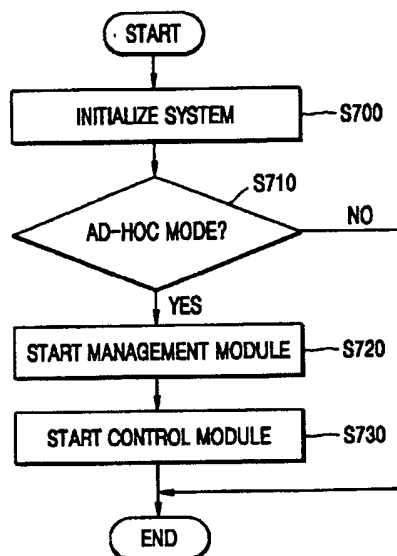 START
INITIALIZE SYSTEM
S700
S710
AD-HOC MODE?
NO
YES
START MANAGEMENT MODULE
S720
START CONTROL MODULE
S730
END